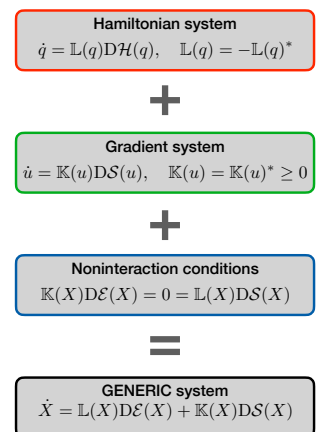 Hamiltonian system
q̇ = 𝕃(q)Dℋ(q), 𝕃(q) = −𝕃(q)*
+
Gradient system
u̇ = 𝕂(u)D𝒮(u), 𝕂(u) = 𝕂(u)* ≥ 0
+
Noninteraction conditions
𝕂(X)Dℰ(X) = 0 = 𝕃(X)D𝒮(X)
=
GENERIC system
Ẋ = 𝕃(X)Dℰ(X) + 𝕂(X)D𝒮(X)